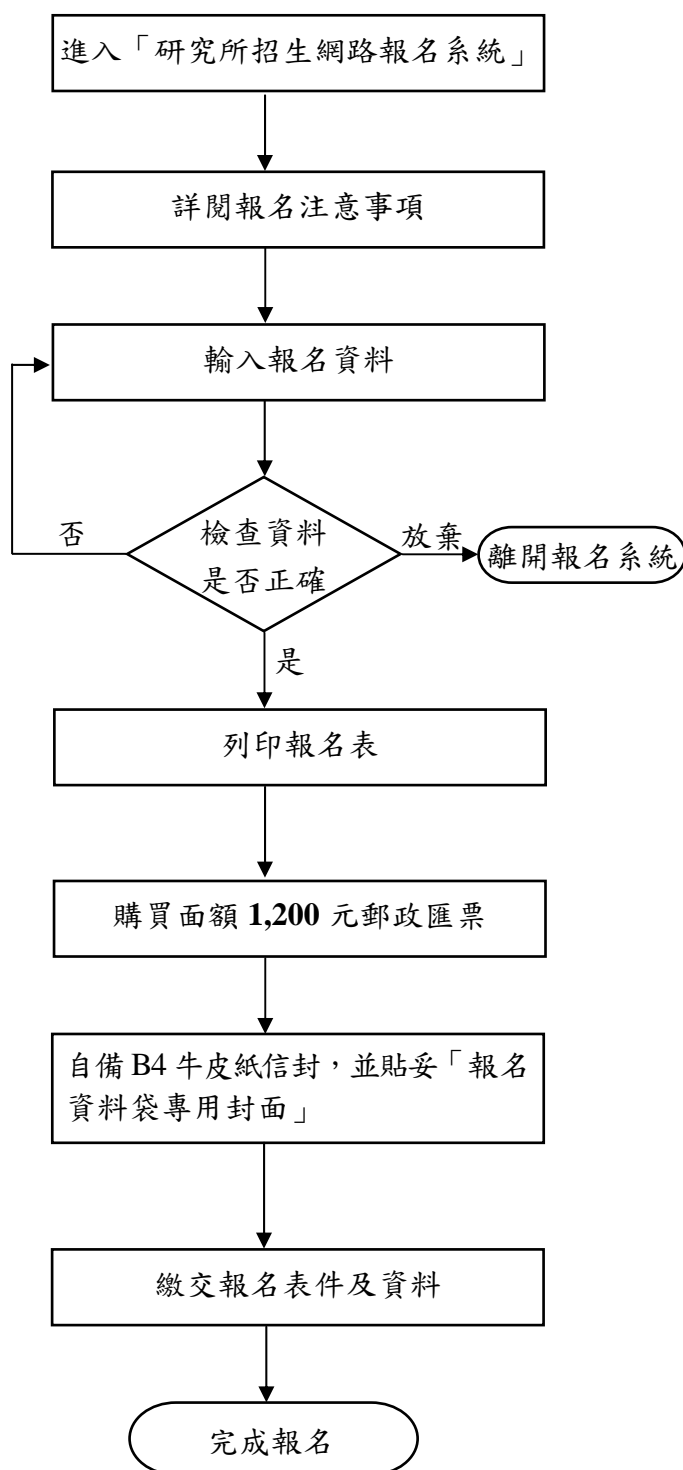 進入「研究所招生網路報名系統」
詳閱報名注意事項
輸入報名資料
否
檢查資料
是否正確
放棄
離開報名系統
是
列印報名表
購買面額 1,200 元郵政匯票
自備 B4 牛皮紙信封，並貼妥「報名
資料袋專用封面」
繳交報名表件及資料
完成報名